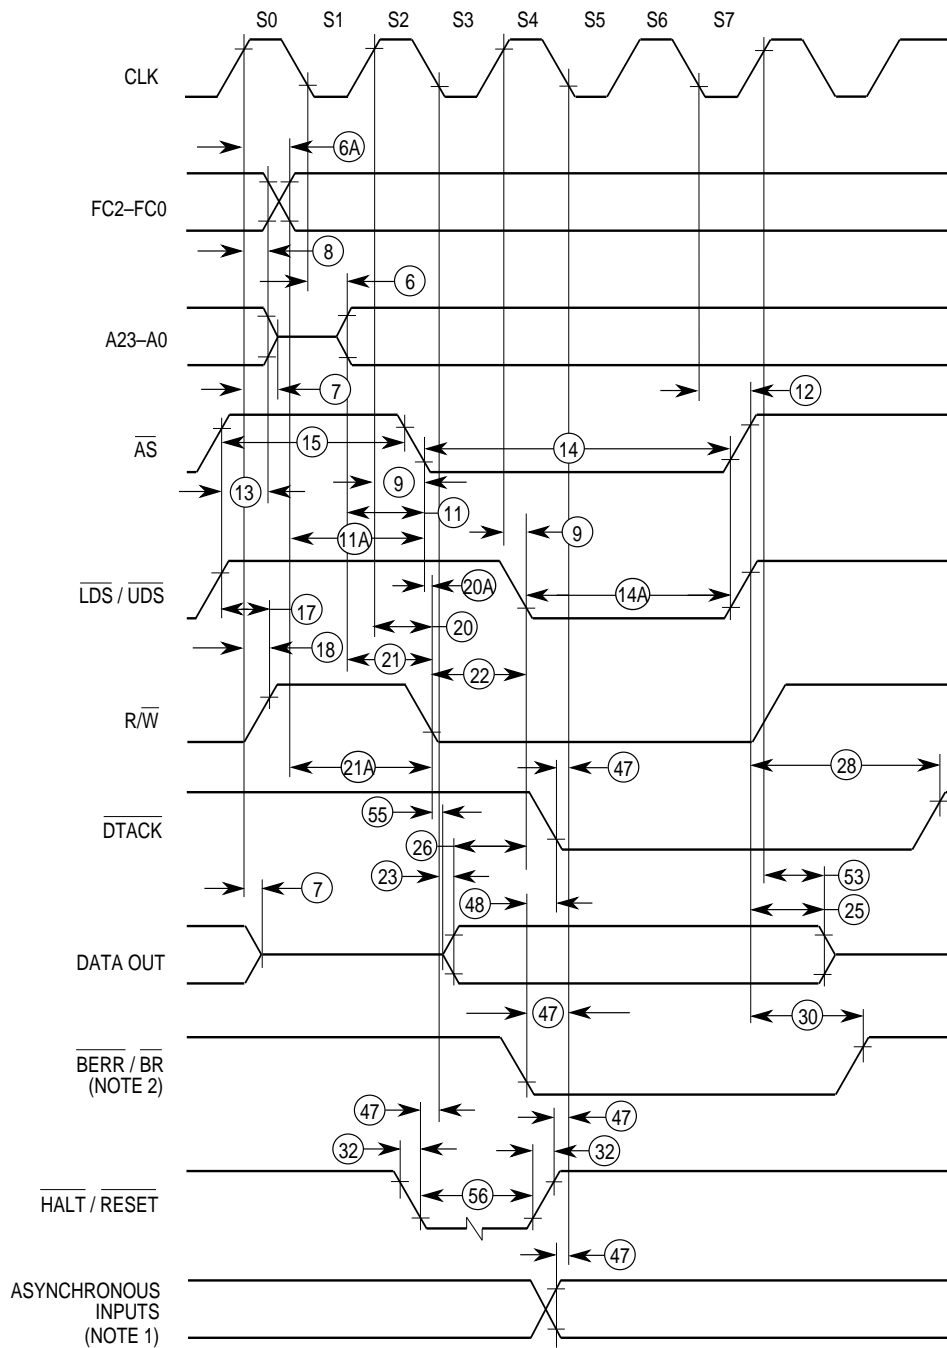 S0 S1 S2 S3 S4 S5 S6 S7
CLK
6A
FC2–FC0
8
6
A23–A0
7
12
AS
15
14
13
9
11
9
11A
LDS / UDS
20A
14A
17
20
18
21
22
R/W
21A
47
28
55
DTACK
26
23
53
7
48
25
DATA OUT
47
30
BERR / BR
(NOTE 2)
47
47
32
32
HALT / RESET
56
47
ASYNCHRONOUS
INPUTS
(NOTE 1)